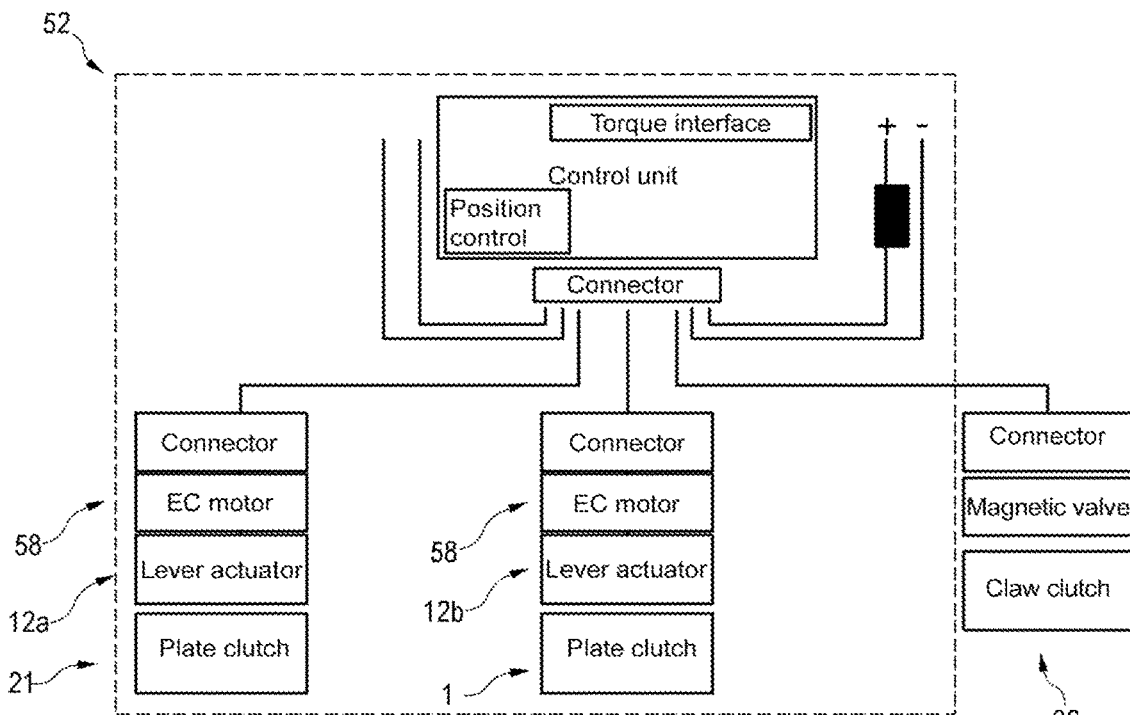 52
Torque interface
+ -
Control unit
Position
control
Connector
Connector
Connector
Connector
EC motor
EC motor
Magnetic valve
58
58
Lever actuator
Lever actuator
Claw clutch
12a
12b
Plate clutch
Plate clutch
21
1